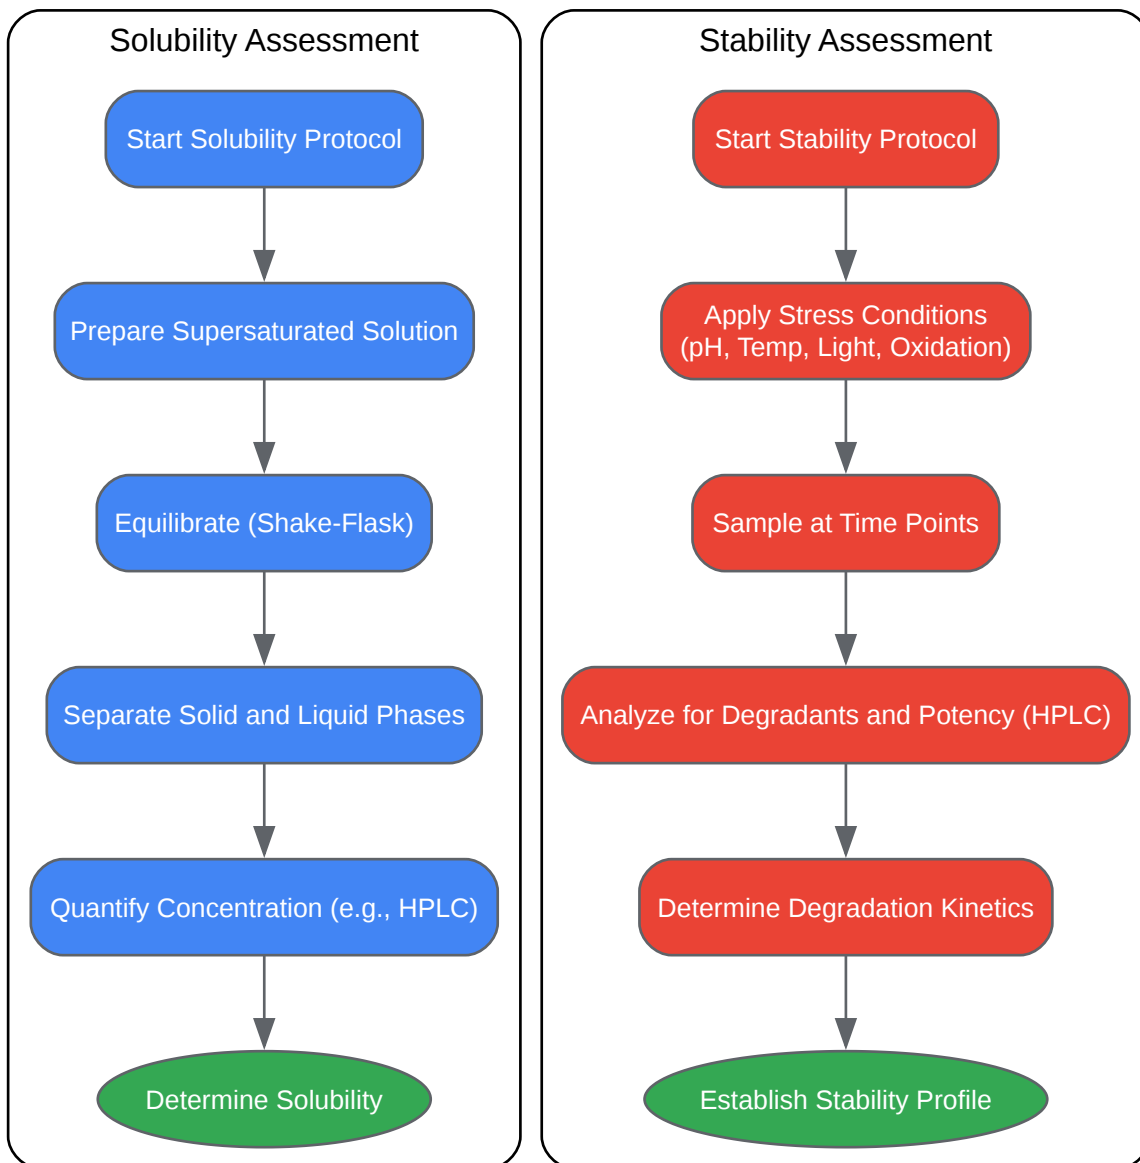 Solubility Assessment
Start Solubility Protocol
Prepare Supersaturated Solution
Equilibrate (Shake-Flask)
Separate Solid and Liquid Phases
Quantify Concentration (e.g., HPLC)
Determine Solubility
Stability Assessment
Start Stability Protocol
Apply Stress Conditions
(pH, Temp, Light, Oxidation)
Sample at Time Points
Analyze for Degradants and Potency (HPLC)
Determine Degradation Kinetics
Establish Stability Profile